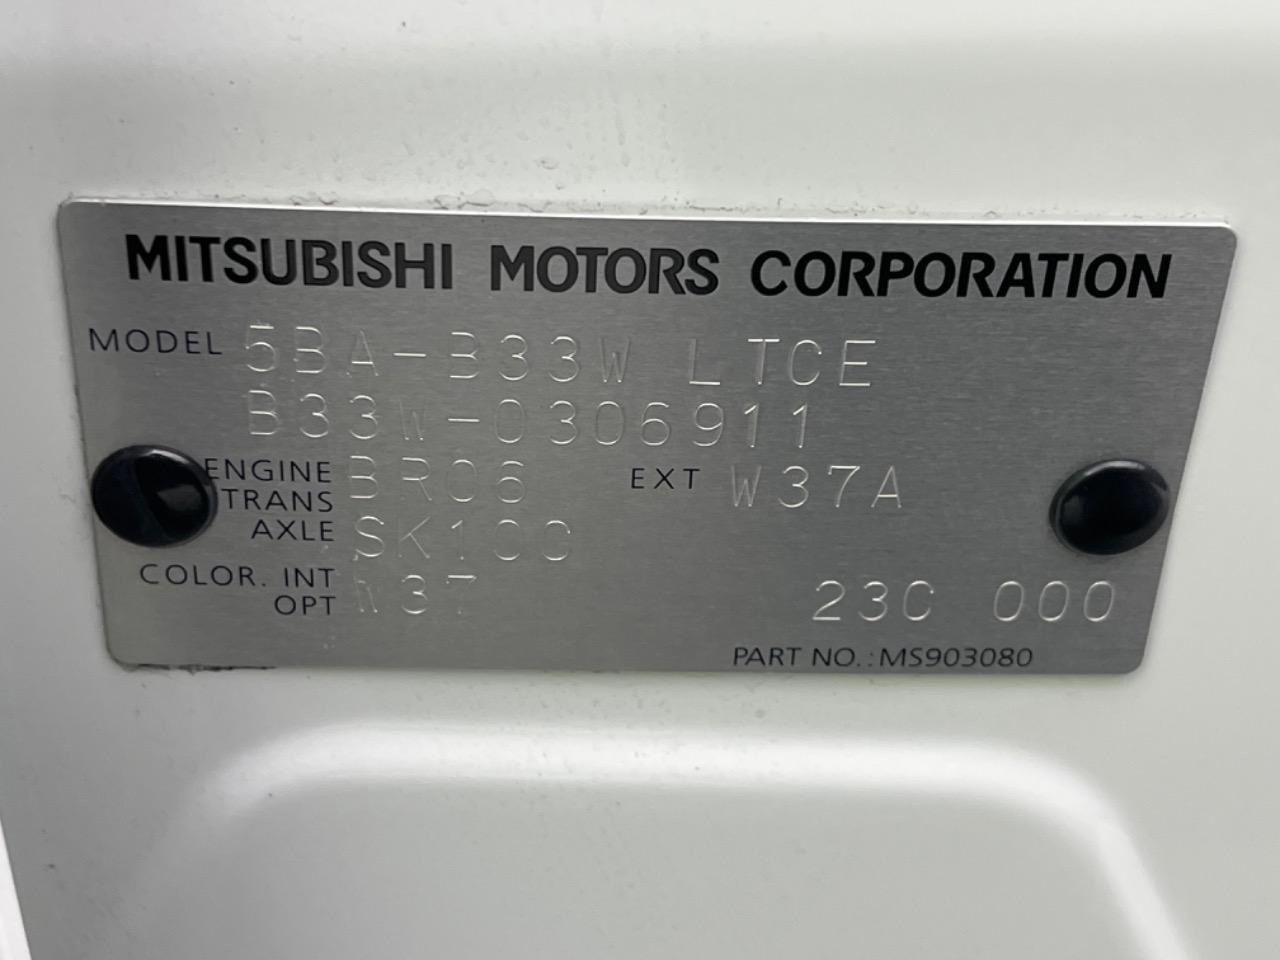 MITSUBISHI MOTORS CORPORATION
MODEL 5BA-B33W LTCE
B33W-0306911
ENGINE BR06 EXT W37A
TRANS
AXLE SK100
COLOR. INT
OPT W37 23C 000
PART NO.:MS903080